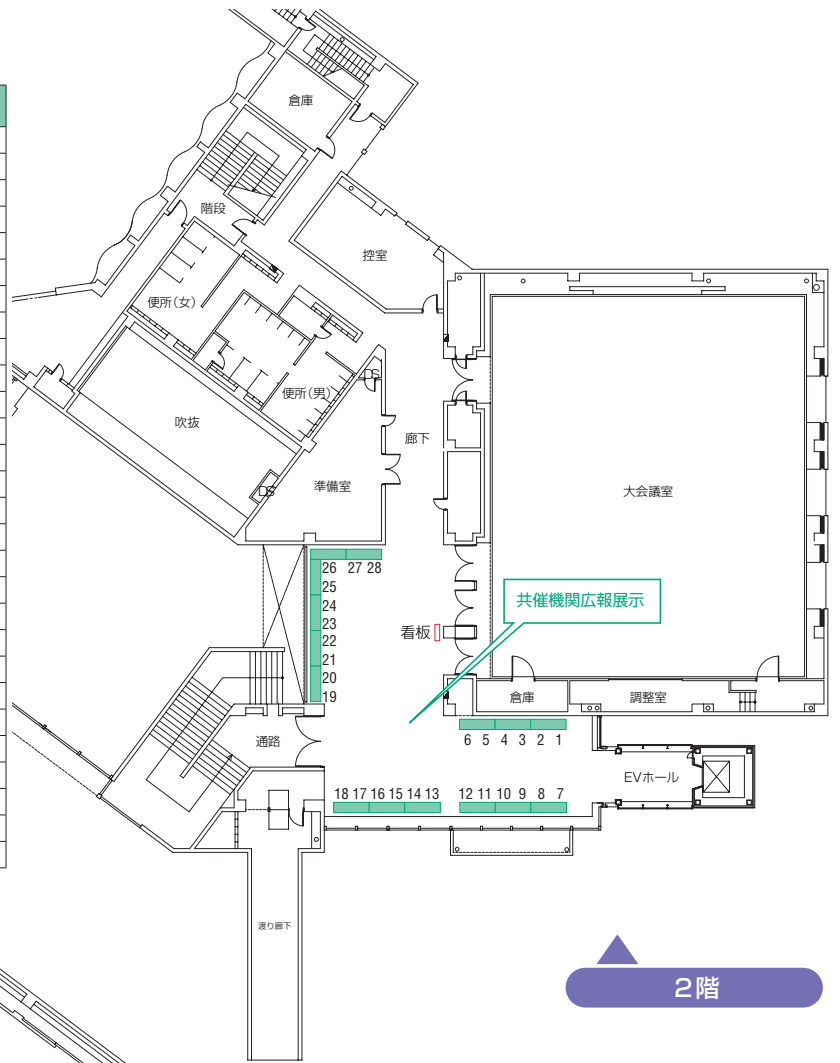 倉庫
階段
控室
便所(女)
便所(男)
DS
吹抜
廊下
準備室
DS
大会議室
26 27 28
25
24
23
22
21
20
19
共催機関広報展示
看板
倉庫
調整室
通路
6 5 4 3 2 1
EVホール
18 17 16 15 14 13
12 11 10 9 8 7
渡り廊下
2階